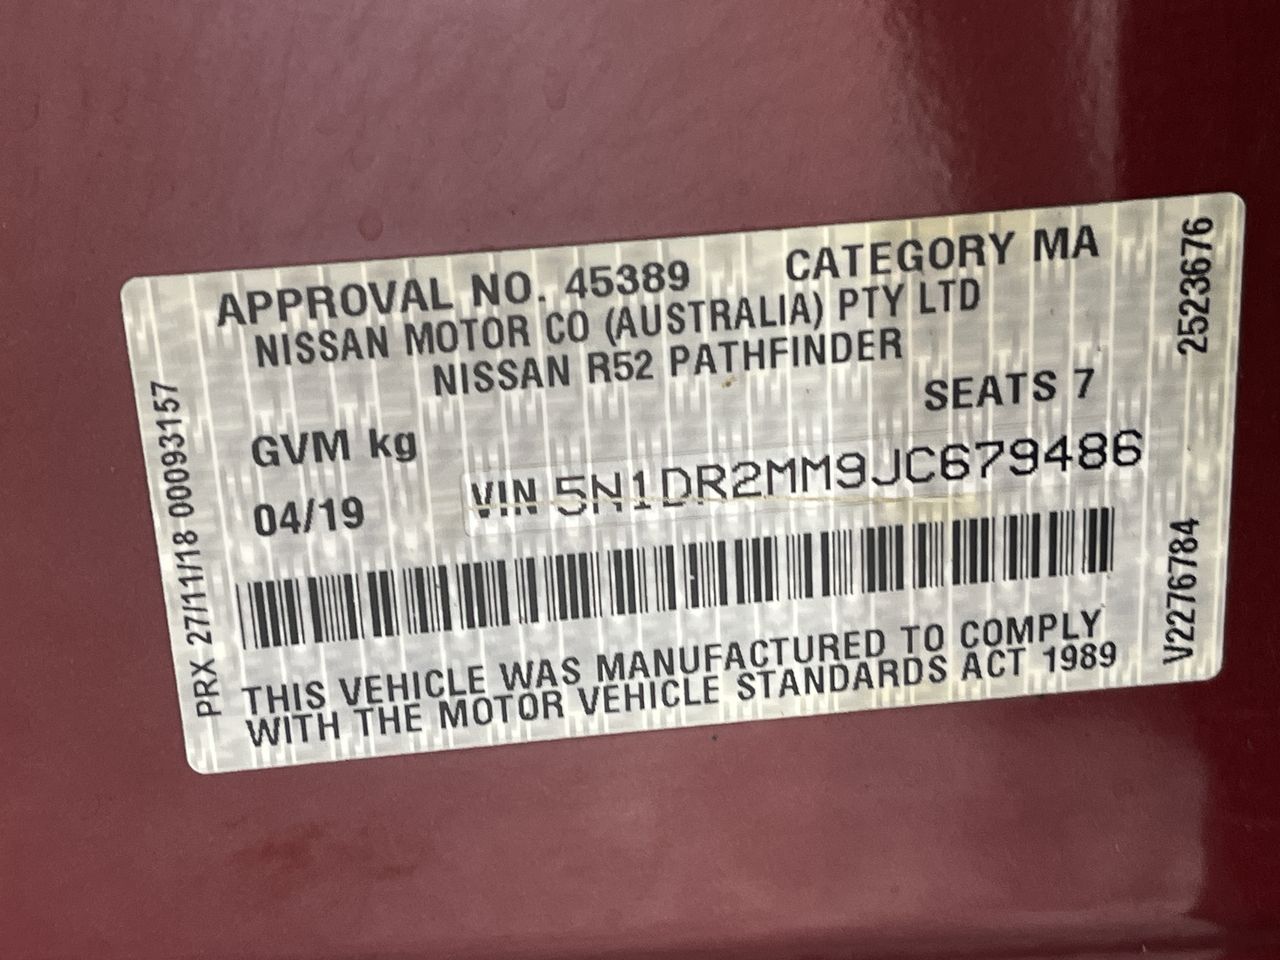 APPROVAL NO. 45389 CATEGORY MA
NISSAN MOTOR CO (AUSTRALIA) PTY LTD
NISSAN R52 PATHFINDER
SEATS 7
GVM kg
04/19 VIN 5N1DR2MM9JC679486
THIS VEHICLE WAS MANUFACTURED TO COMPLY
WITH THE MOTOR VEHICLE STANDARDS ACT 1989
PRX 27/11/18 00093157
2523676
V2276784